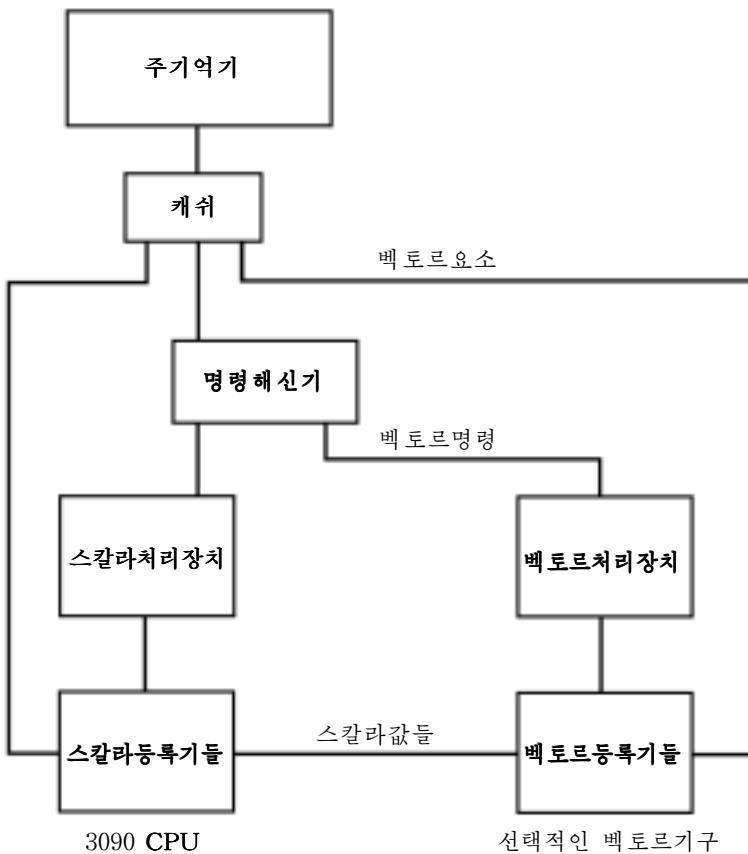 주기억기
캐쉬
벡토르요소
명령해신기
벡토르명령
스칼라처리장치
벡토르처리장치
스칼라등록기들
스칼라값들
벡토르등록기들
3090 CPU
선택적인 벡토르기구